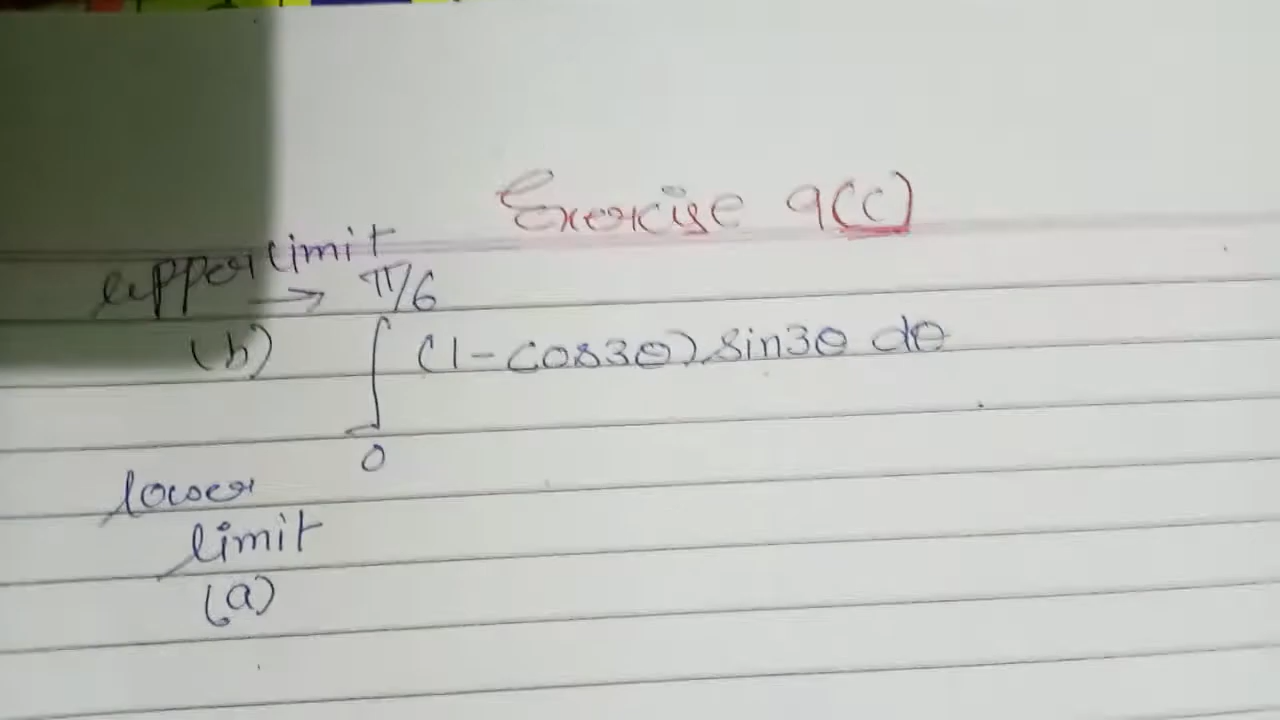 Exercise 9(C)
upper limit
→ π/6
(b) ∫ (1-cos3θ) sin3θ dθ
0
lower
limit
(a)